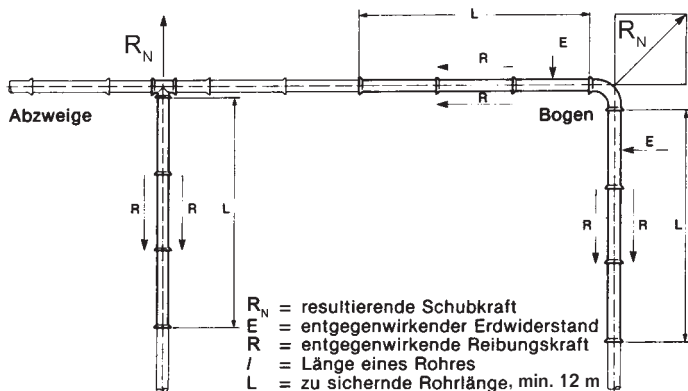 L
R_N
R
E
R_N
R
Abzweige
Bogen
E
R
R
L
R
R
L
R_N = resultierende Schubkraft
E = entgegenwirkender Erdwiderstand
R = entgegenwirkende Reibungskraft
l = Länge eines Rohres
L = zu sichernde Rohrlänge, min. 12 m